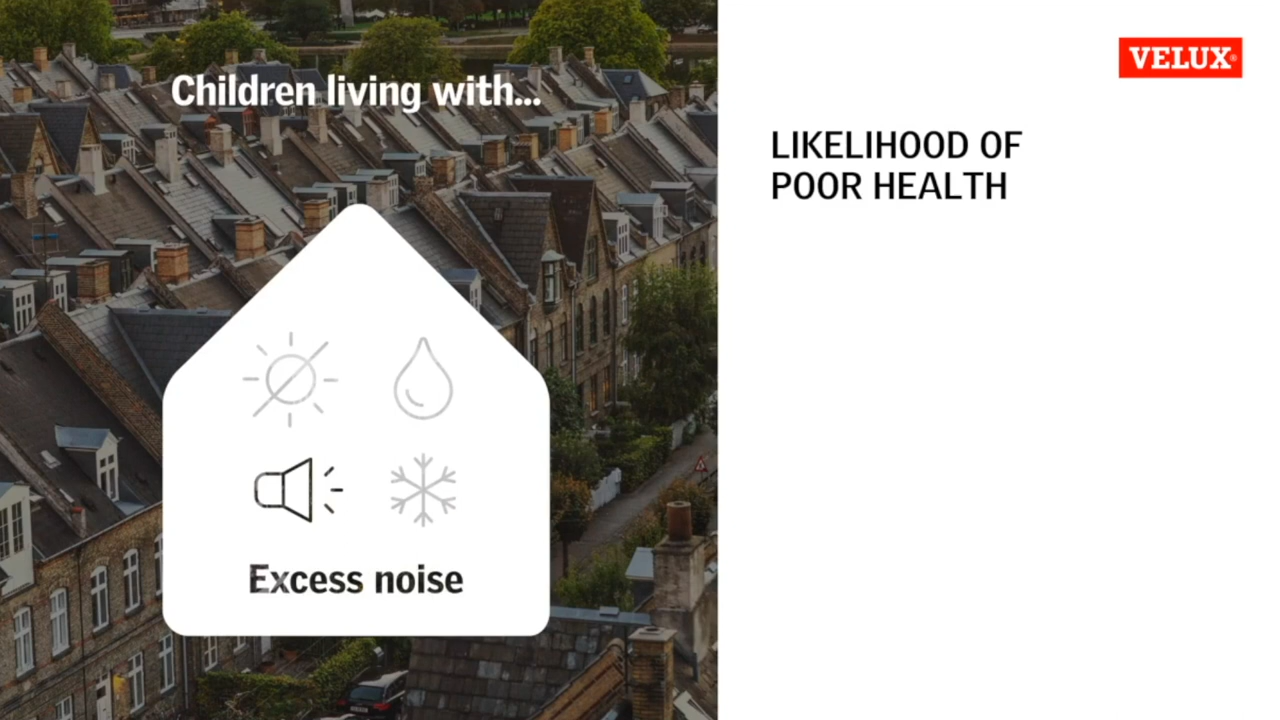 Children living with...
Excess noise
VELUX®
LIKELIHOOD OF
POOR HEALTH